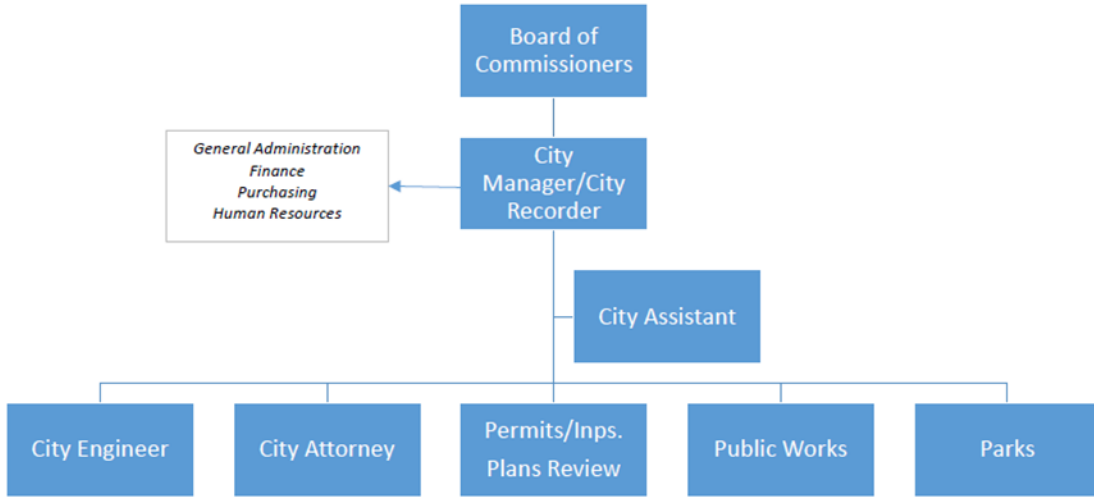 Board of
Commissioners
General Administration
Finance
Purchasing
Human Resources
City
Manager/City
Recorder
City Assistant
City Engineer
City Attorney
Permits/Inps.
Plans Review
Public Works
Parks